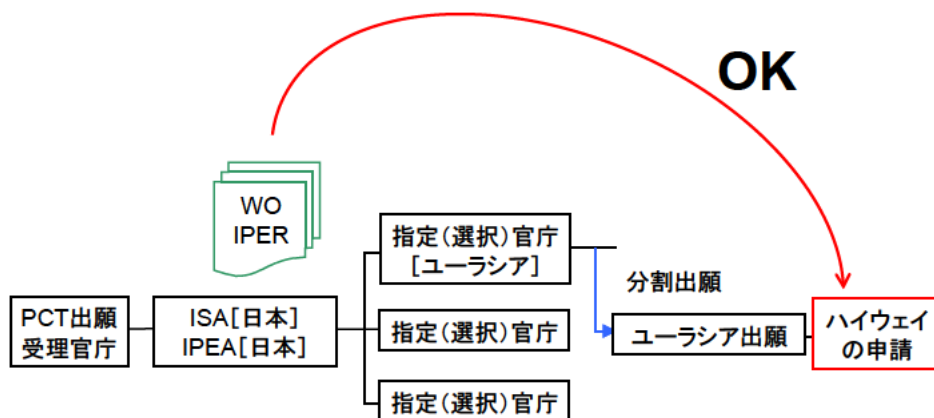 OK
WO
IPER
指定（選択）官庁
［ユーラシア］
分割出願
PCT出願
受理官庁
ISA［日本］
IPEA［日本］
指定（選択）官庁
ユーラシア出願
ハイウェイ
の申請
指定（選択）官庁